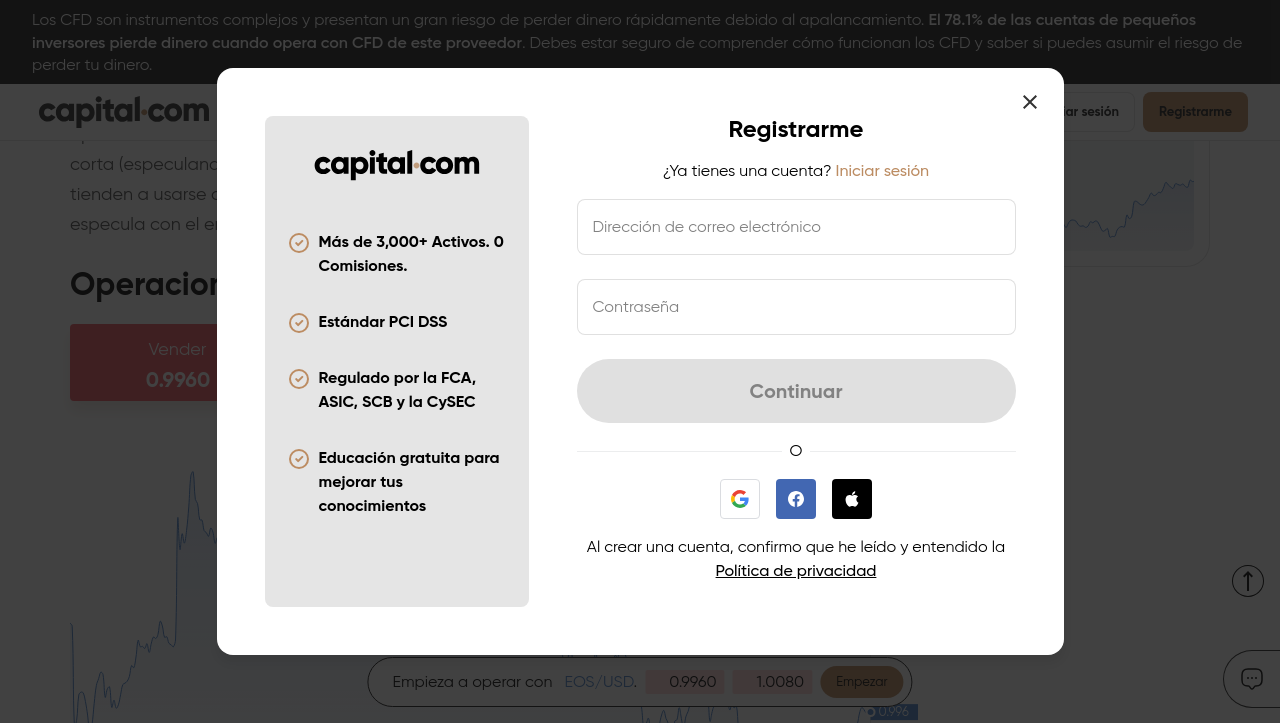 Los CFD son instrumentos complejos y presentan un gran riesgo de perder dinero rápidamente debido al apalancamiento. El 78.1% de las cuentas de pequeños
inversores pierde dinero cuando opera con CFD de este proveedor. Debes estar seguro de comprender cómo funcionan los CFD y saber si puedes asumir el riesgo de
perder tu dinero.
capital.com
sesión
Registrarme
corta
tienden a usarse
especula con el
Vender
0.9960
capital.com
Más de 3,000+ Activos. 0
Comisiones.
Estándar PCI DSS
Regulado por la FCA,
ASIC, SCB y la CySEC
Educación gratuita para
mejorar tus
conocimientos
Registrarme
¿Ya tienes una cuenta? Iniciar sesión
Dirección de correo electrónico
Contraseña
Continuar
O
Al crear una cuenta, confirmo que he leído y entendido la
Política de privacidad
Empieza a operar con EOS/USD. 0.9960 1.0080 Empezar
0.996